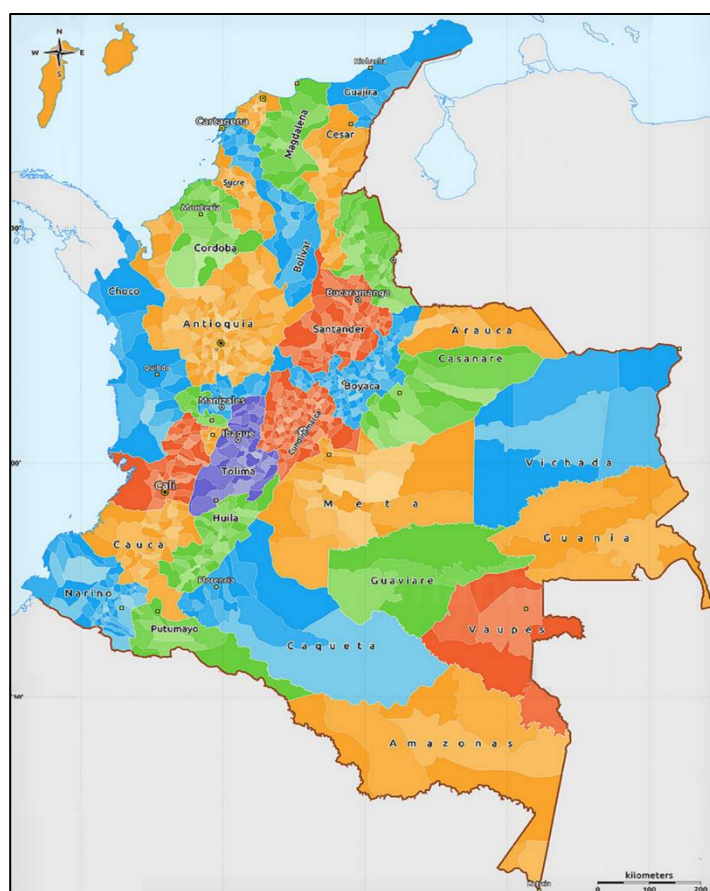 N
W E
S
Riohacha
Guajira
Cartagena
Magdalena
Cesar
Sucre
Monteria
Cordoba
Bolivar
Choco
Bucaramanga
Antioquia
Santander
Arauca
Casanare
Quibdo
Boyaca
Manizales
Ibague
Cundinamarca
Tolima
Vichada
Cali
Meta
Huila
Guania
Cauca
Florencia
Guaviare
Narino
Vaupes
Putumayo
Caqueta
Amazonas
kilometers
0 100 200